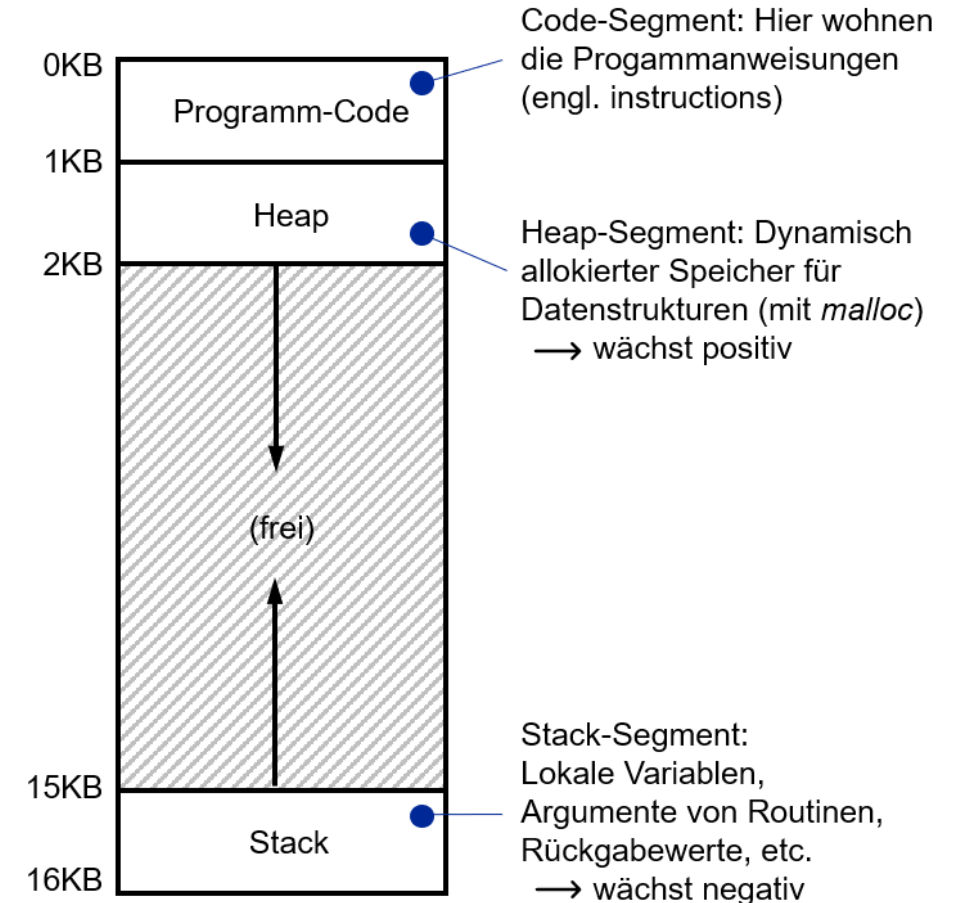 Code-Segment: Hier wohnen
die Progammanweisungen
(engl. instructions)
0KB
Programm-Code
1KB
Heap
Heap-Segment: Dynamisch
allokierter Speicher für
Datenstrukturen (mit malloc)
→ wächst positiv
2KB
(frei)
Stack-Segment:
Lokale Variablen,
Argumente von Routinen,
Rückgabewerte, etc.
→ wächst negativ
15KB
Stack
16KB